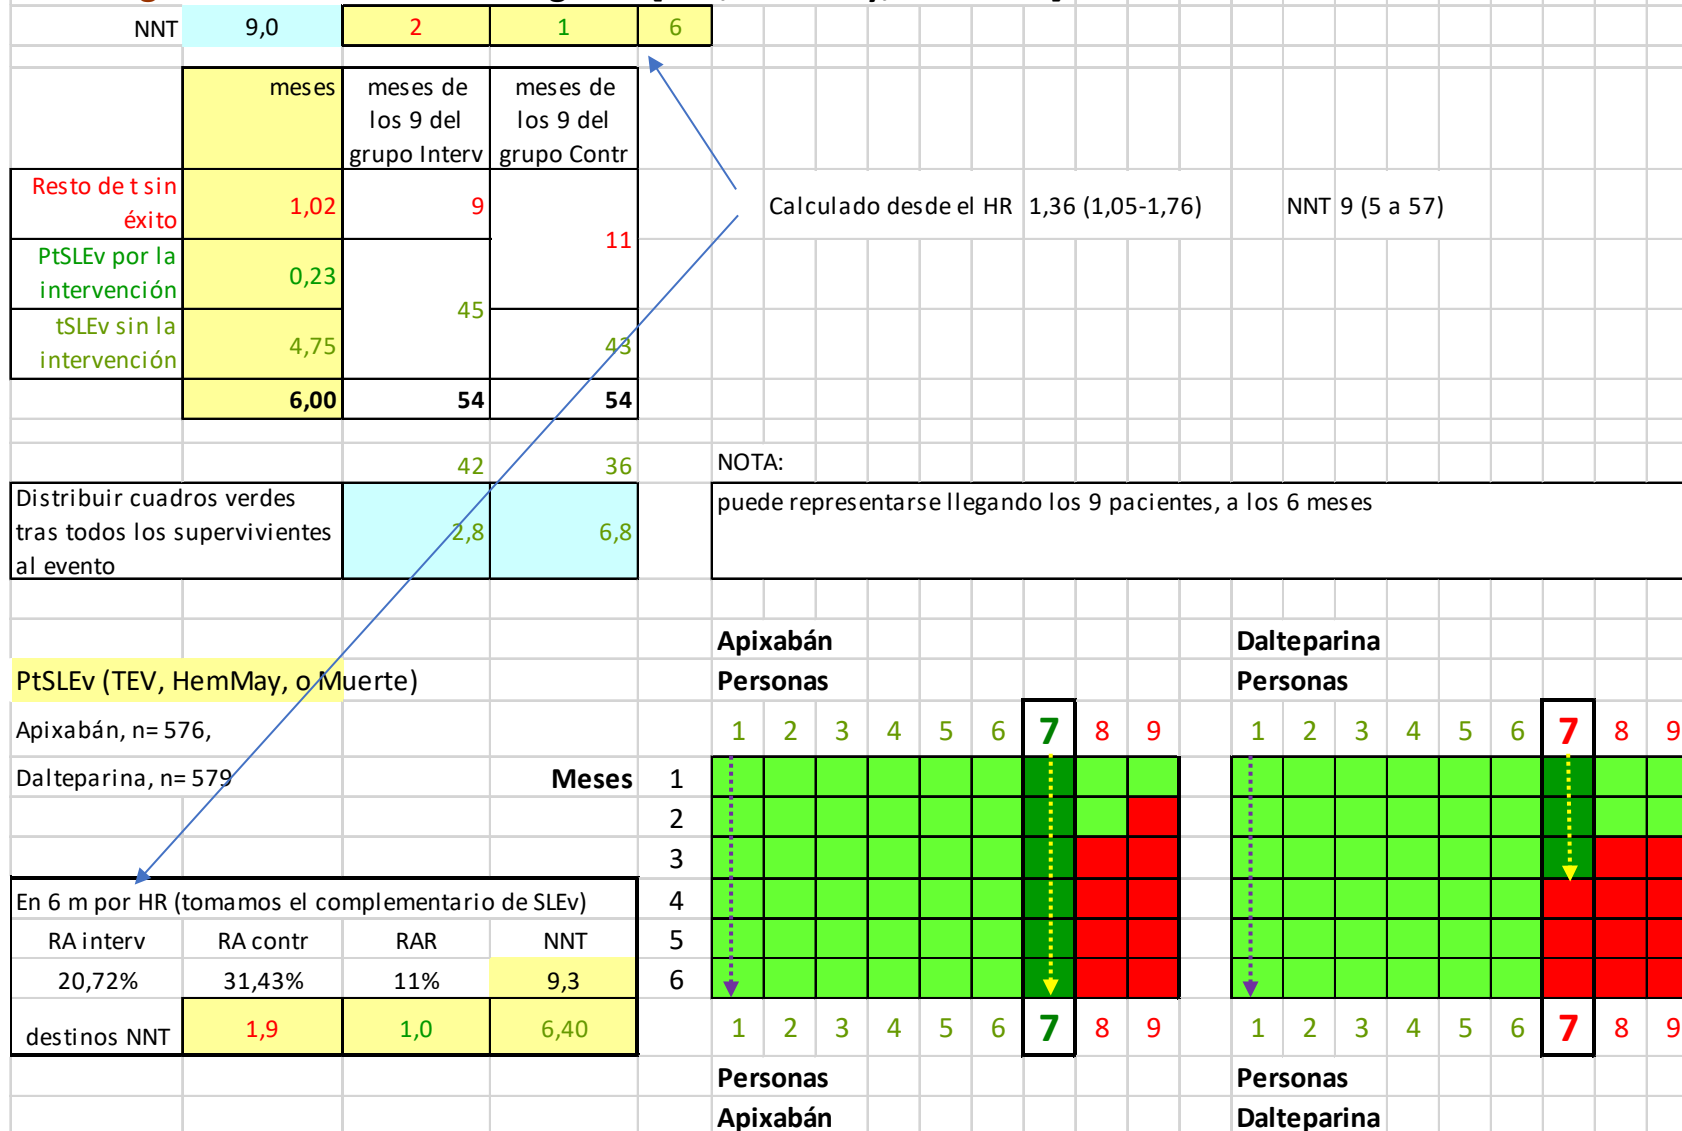 NNT 9,0 2 1 6
meses meses de los 9 del grupo Interv meses de los 9 del grupo Contr
Resto de t sin éxito 1,02 9 11
Calculado desde el HR 1,36 (1,05-1,76) NNT 9 (5 a 57)
PtSLEv por la intervención 0,23 45
tSLEv sin la intervención 4,75 43
6,00 54 54
42 36 NOTA:
Distribuir cuadros verdes tras todos los supervivientes al evento 2,8 6,8
puede representarse llegando los 9 pacientes, a los 6 meses
Apixabán Dalteparina
PtSLEv (TEV, HemMay, o Muerte) Personas Personas
Apixabán, n= 576, 1 2 3 4 5 6 7 8 9 1 2 3 4 5 6 7 8 9
Dalteparina, n= 579 Meses 1
2
3
En 6 m por HR (tomamos el complementario de SLEv) 4
RA interv RA contr RAR NNT 5
20,72% 31,43% 11% 9,3 6
destinos NNT 1,9 1,0 6,40 1 2 3 4 5 6 7 8 9 1 2 3 4 5 6 7 8 9
Personas Personas
Apixabán Dalteparina